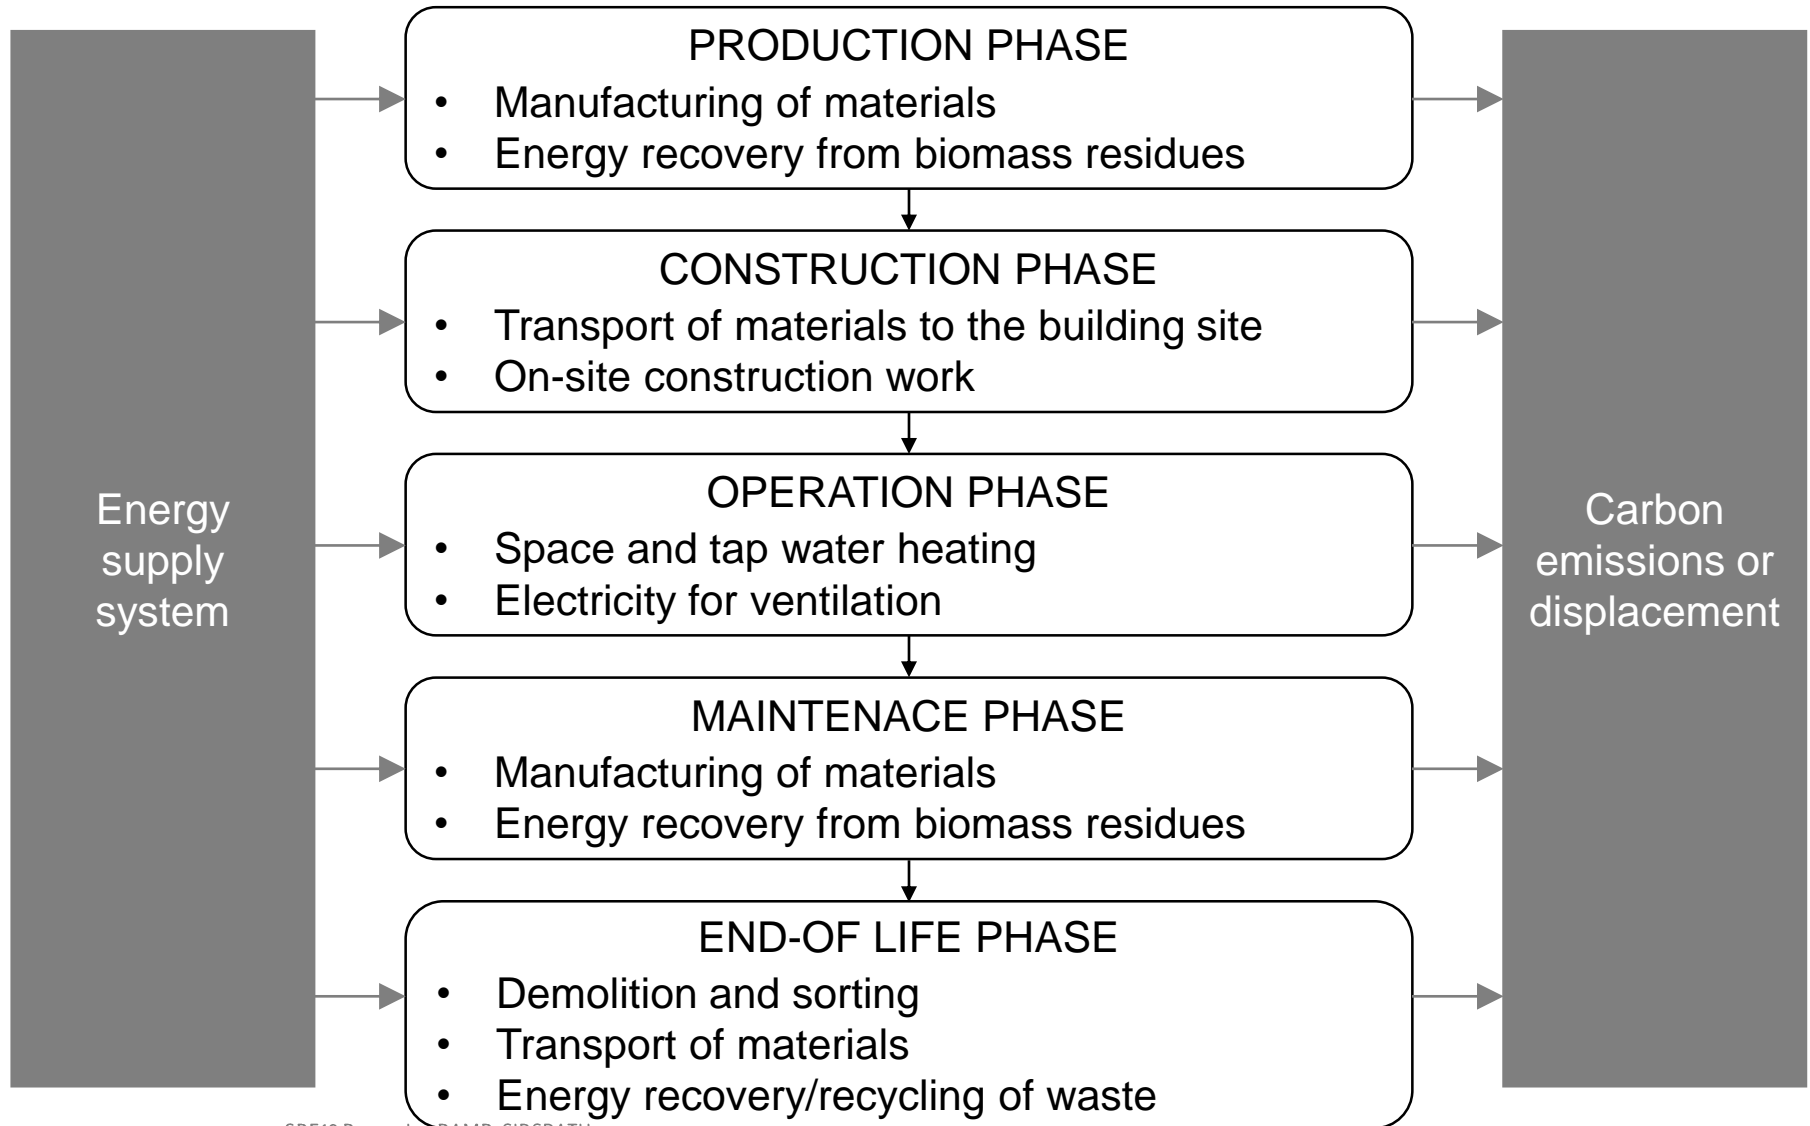 PRODUCTION PHASE
• Manufacturing of materials
• Energy recovery from biomass residues
CONSTRUCTION PHASE
• Transport of materials to the building site
• On-site construction work
OPERATION PHASE
• Space and tap water heating
• Electricity for ventilation
MAINTENACE PHASE
• Manufacturing of materials
• Energy recovery from biomass residues
END-OF LIFE PHASE
• Demolition and sorting
• Transport of materials
• Energy recovery/recycling of waste
Energy
supply
system
Carbon
emissions or
displacement